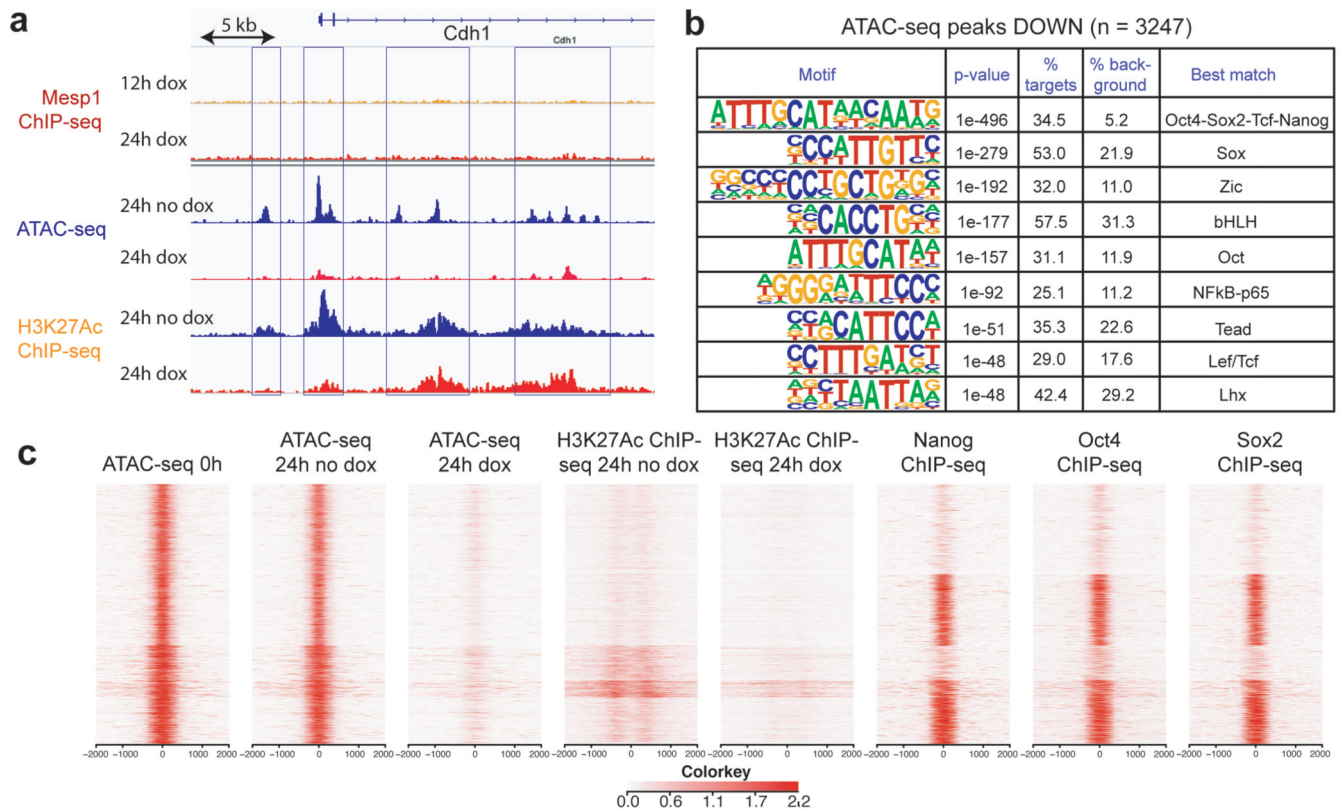 a
5 kb
Cdh1
Cdh1
Mesp1
ChIP-seq
12h dox
24h dox
ATAC-seq
24h no dox
24h dox
H3K27Ac
ChIP-seq
24h no dox
24h dox
b
ATAC-seq peaks DOWN (n = 3247)
Motif p-value % targets % back-ground Best match
1e-496 34.5 5.2 Oct4-Sox2-Tcf-Nanog
1e-279 53.0 21.9 Sox
1e-192 32.0 11.0 Zic
1e-177 57.5 31.3 bHLH
1e-157 31.1 11.9 Oct
1e-92 25.1 11.2 NFkB-p65
1e-51 35.3 22.6 Tead
1e-48 29.0 17.6 Lef/Tcf
1e-48 42.4 29.2 Lhx
c
ATAC-seq 0h
ATAC-seq
24h no dox
ATAC-seq
24h dox
H3K27Ac ChIP-
seq 24h no dox
H3K27Ac ChIP-
seq 24h dox
Nanog
ChIP-seq
Oct4
ChIP-seq
Sox2
ChIP-seq
−2000 −1000 0 1000 2000
−2000 −1000 0 1000 2000
−2000 −1000 0 1000 2000
−2000 −1000 0 1000 2000
−2000 −1000 0 1000 2000
−2000 −1000 0 1000 2000
−2000 −1000 0 1000 2000
−2000 −1000 0 1000 2000
Colorkey
0.0 0.6 1.1 1.7 2.2